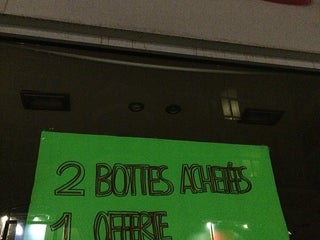 2 BOTTES ACHETÉES
1 OFFERTE